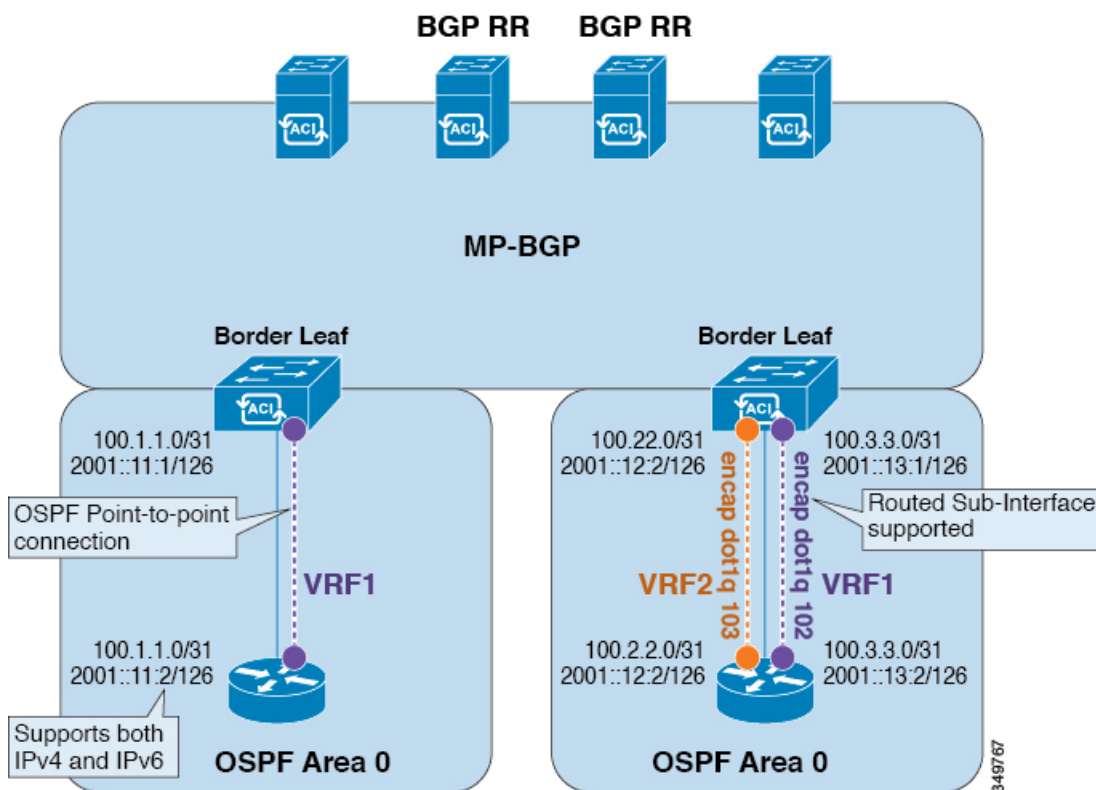 BGP RR
BGP RR
ACI
ACI
ACI
ACI
MP-BGP
Border Leaf
Border Leaf
ACI
ACI
100.1.1.0/31
2001::11:1/126
100.22.0/31
2001::12:2/126
100.3.3.0/31
2001::13:1/126
OSPF Point-to-point
connection
Routed Sub-Interface
supported
VRF1
VRF2
encap dot1q 103
encap dot1q 102
VRF1
100.1.1.0/31
2001::11:2/126
100.2.2.0/31
2001::12:2/126
100.3.3.0/31
2001::13:2/126
Supports both
IPv4 and IPv6
OSPF Area 0
OSPF Area 0
349767